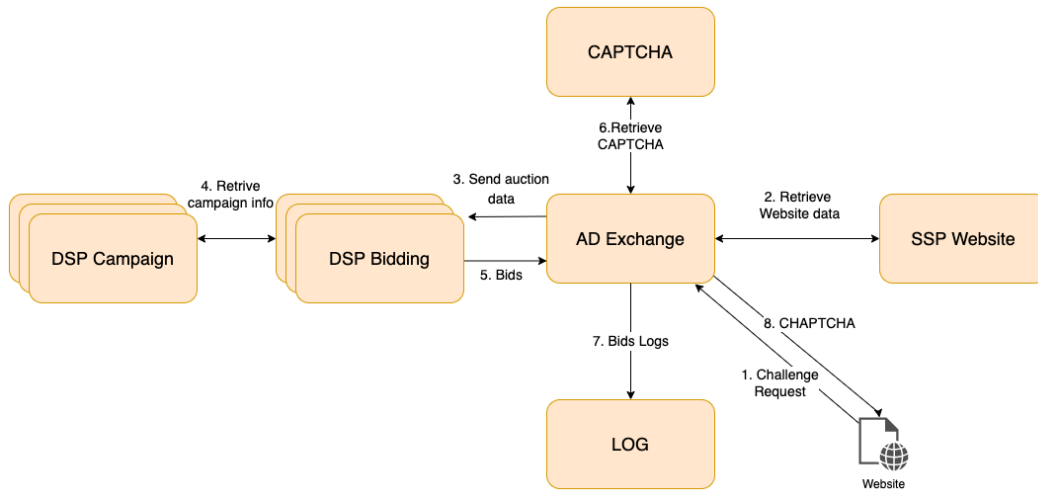 CAPTCHA
6.Retrieve
CAPTCHA
4. Retrive
campaign info
3. Send auction
data
2. Retrieve
Website data
DSP Campaign
DSP Bidding
AD Exchange
SSP Website
5. Bids
7. Bids Logs
8. CHAPTCHA
1. Challenge
Request
LOG
Website